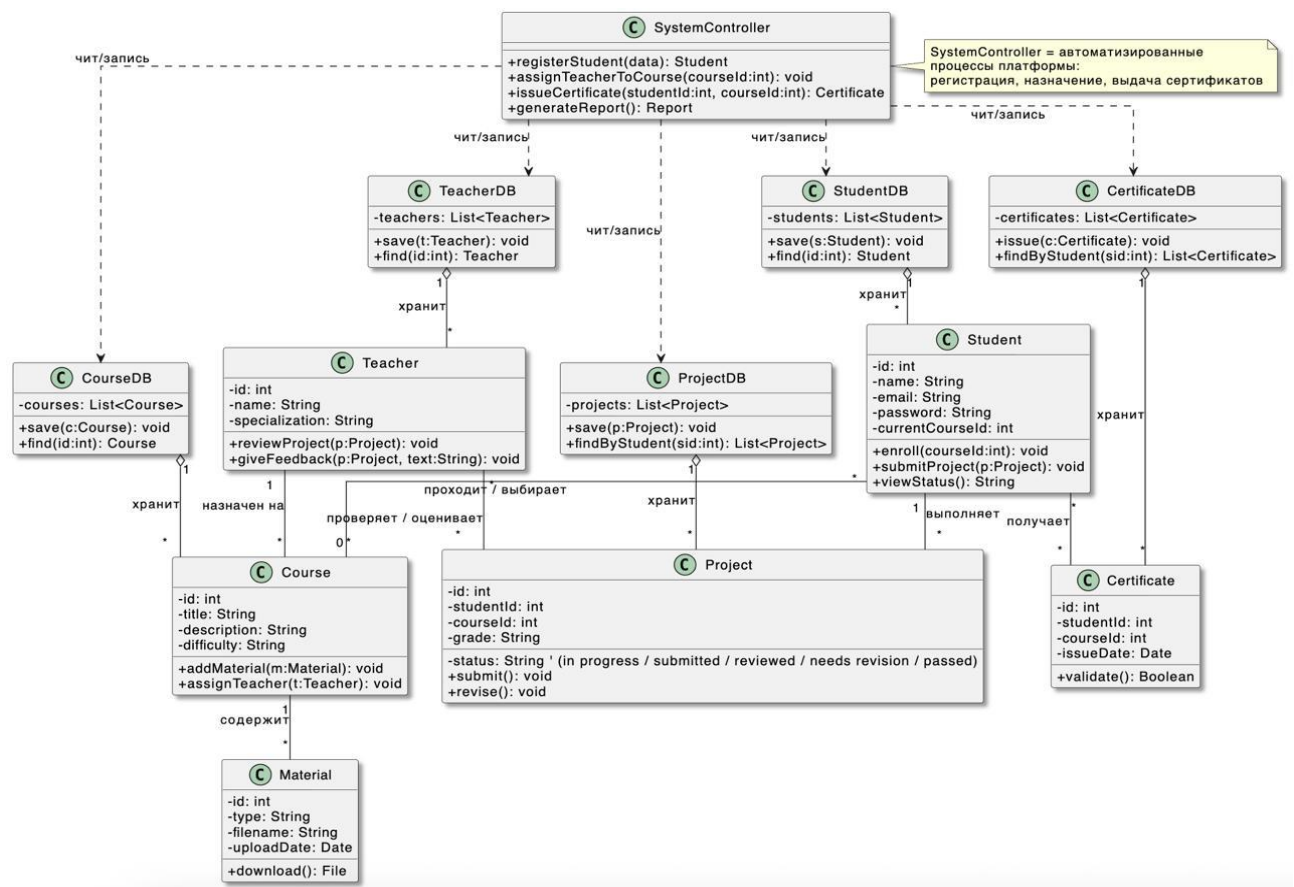 C SystemController
+registerStudent(data): Student
+assignTeacherToCourse(courseId:int): void
+issueCertificate(studentId:int, courseId:int): Certificate
+generateReport(): Report
SystemController = автоматизированные
процессы платформы:
регистрация, назначение, выдача сертификатов
чит/запись
чит/запись
чит/запись
чит/запись
чит/запись
C TeacherDB
-teachers: List<Teacher>
+save(t:Teacher): void
+find(id:int): Teacher
C StudentDB
-students: List<Student>
+save(s:Student): void
+find(id:int): Student
C CertificateDB
-certificates: List<Certificate>
+issue(c:Certificate): void
+findByStudent(sid:int): List<Certificate>
1
хранит
*
1
хранит
*
1
хранит
*
C CourseDB
-courses: List<Course>
+save(c:Course): void
+find(id:int): Course
C Teacher
-id: int
-name: String
-specialization: String
+reviewProject(p:Project): void
+giveFeedback(p:Project, text:String): void
C ProjectDB
-projects: List<Project>
+save(p:Project): void
+findByStudent(sid:int): List<Project>
C Student
-id: int
-name: String
-email: String
-password: String
-currentCourseId: int
+enroll(courseId:int): void
+submitProject(p:Project): void
+viewStatus(): String
1
хранит
*
1
назначен на
*
*
проходит / выбирает
*
0*
проверяет / оценивает
*
1
хранит
*
1
выполняет
*
*
получает
*
C Course
-id: int
-title: String
-description: String
-difficulty: String
+addMaterial(m:Material): void
+assignTeacher(t:Teacher): void
C Project
-id: int
-studentId: int
-courseId: int
-grade: String
-status: String ' (in progress / submitted / reviewed / needs revision / passed)
+submit(): void
+revise(): void
C Certificate
-id: int
-studentId: int
-courseId: int
-issueDate: Date
+validate(): Boolean
1
содержит
*
C Material
-id: int
-type: String
-filename: String
-uploadDate: Date
+download(): File